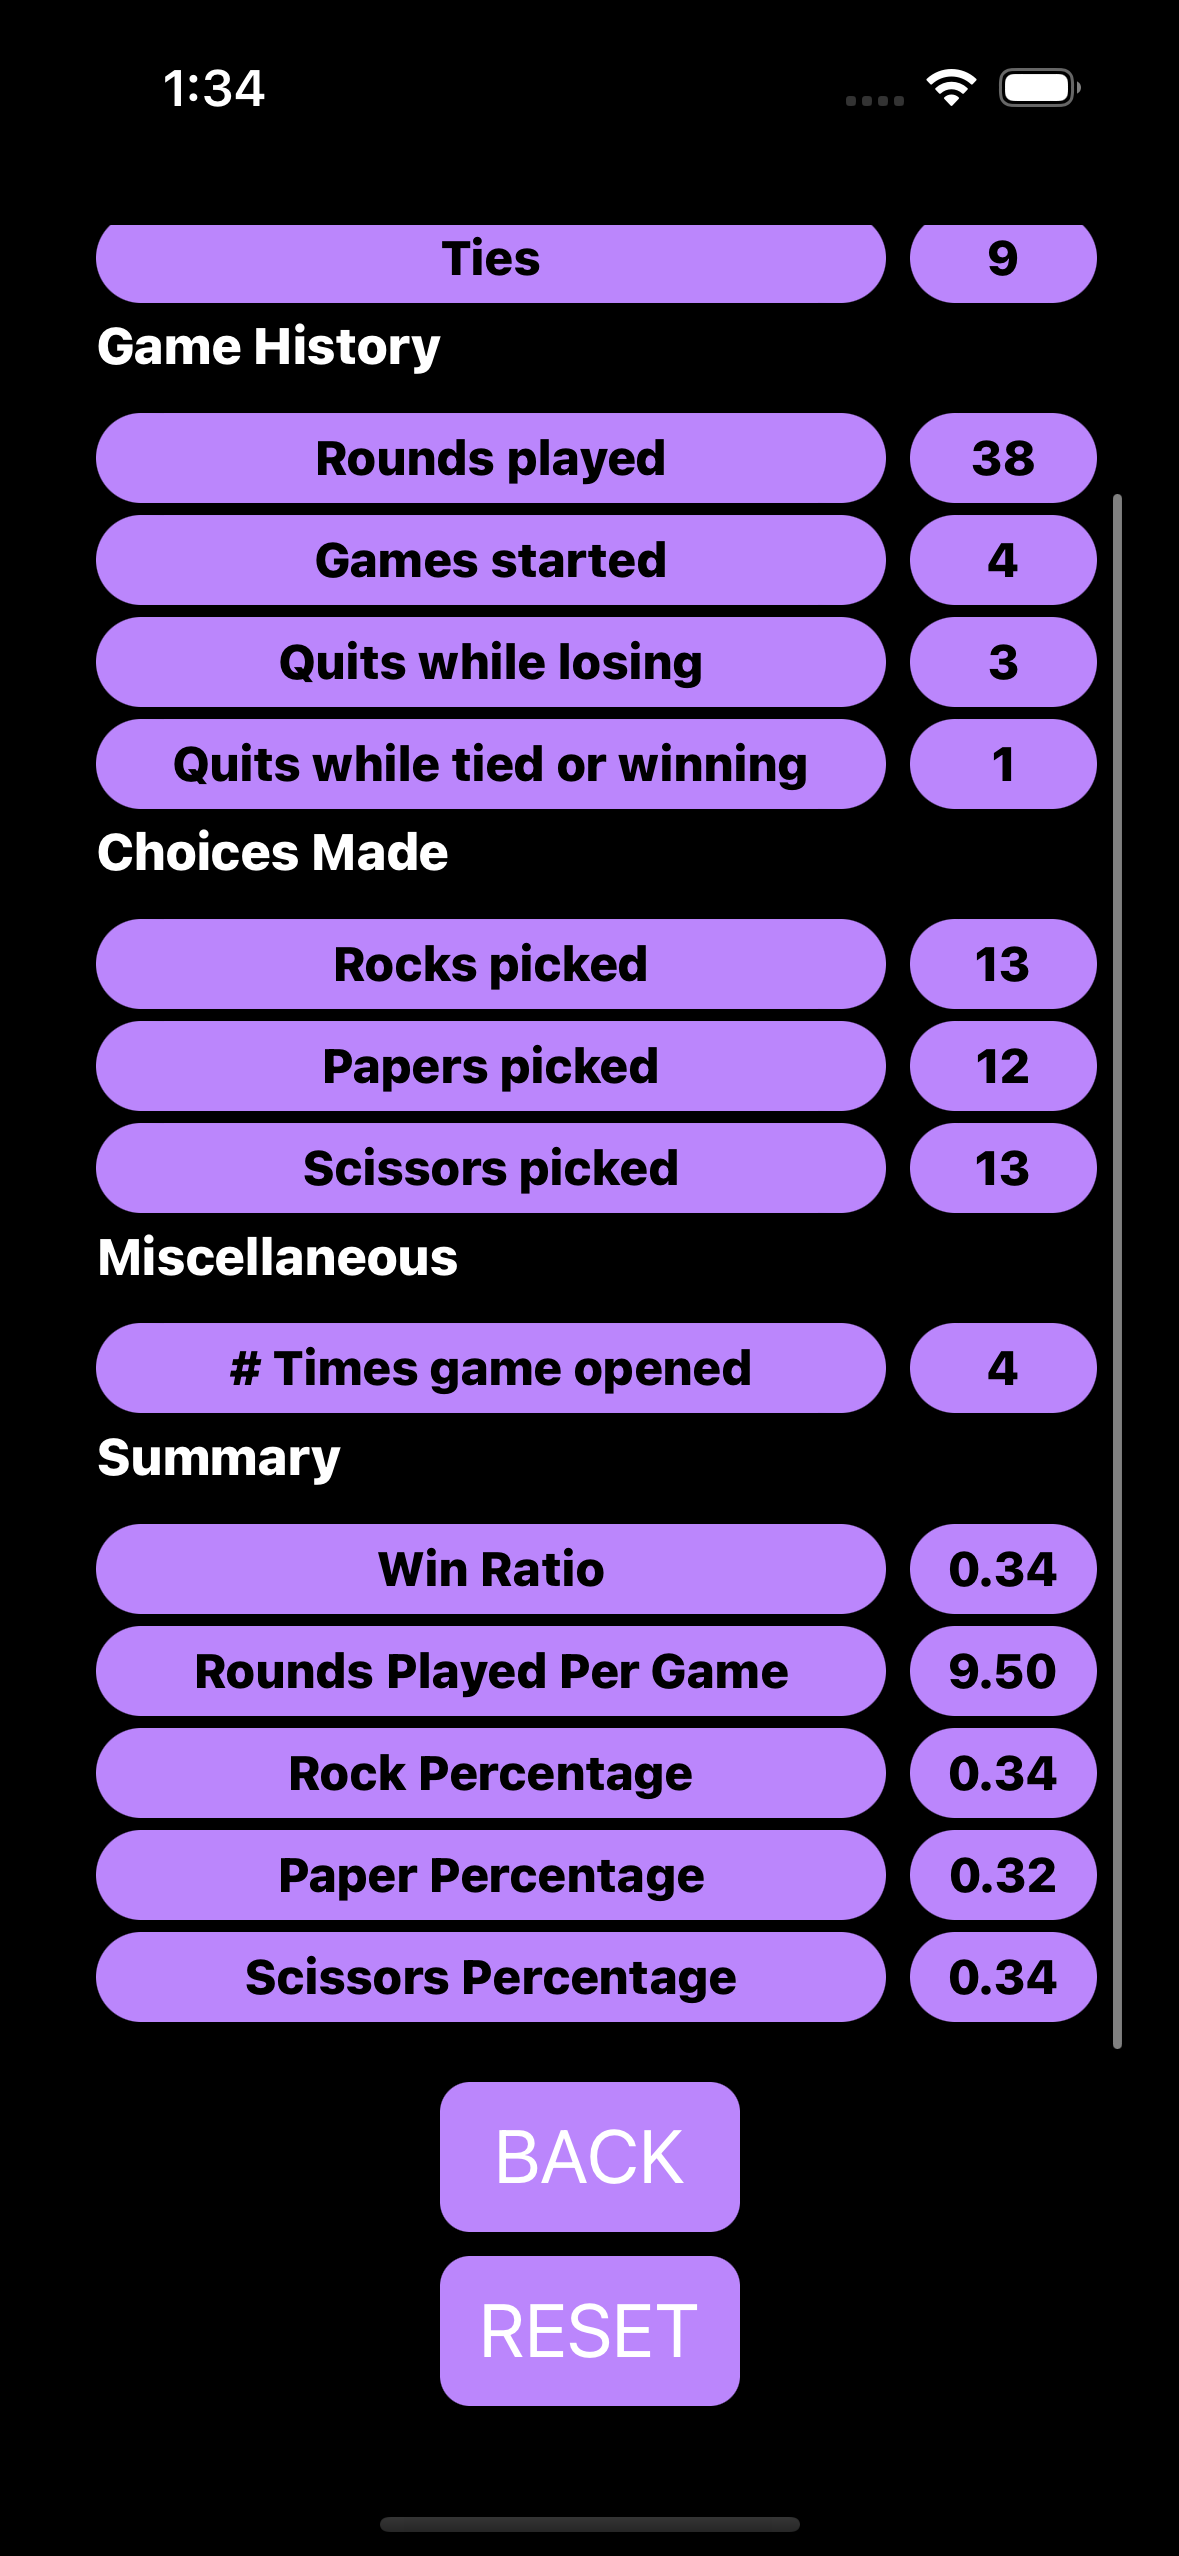 1:34
Ties 9
Game History
Rounds played 38
Games started 4
Quits while losing 3
Quits while tied or winning 1
Choices Made
Rocks picked 13
Papers picked 12
Scissors picked 13
Miscellaneous
# Times game opened 4
Summary
Win Ratio 0.34
Rounds Played Per Game 9.50
Rock Percentage 0.34
Paper Percentage 0.32
Scissors Percentage 0.34
BACK
RESET